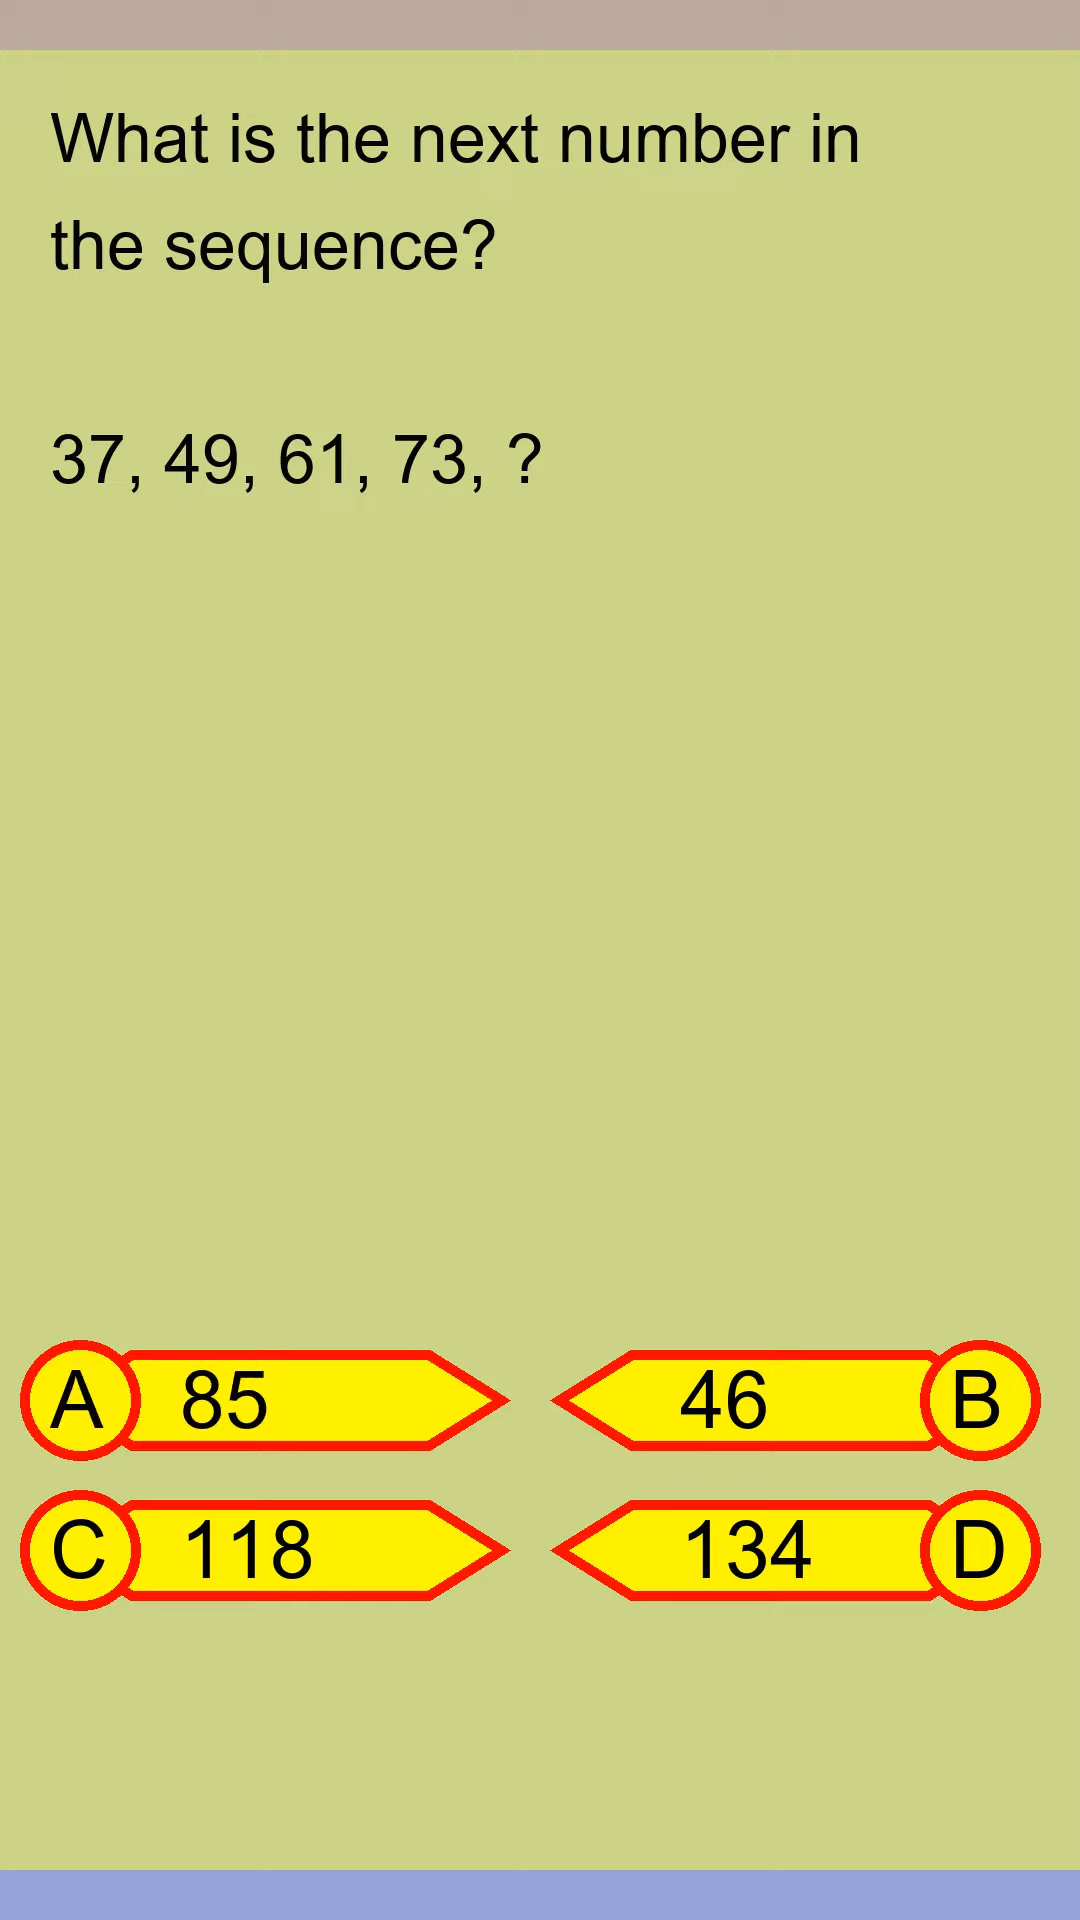 What is the next number in
the sequence?
37, 49, 61, 73, ?
A 85
46 B
C 118
134 D